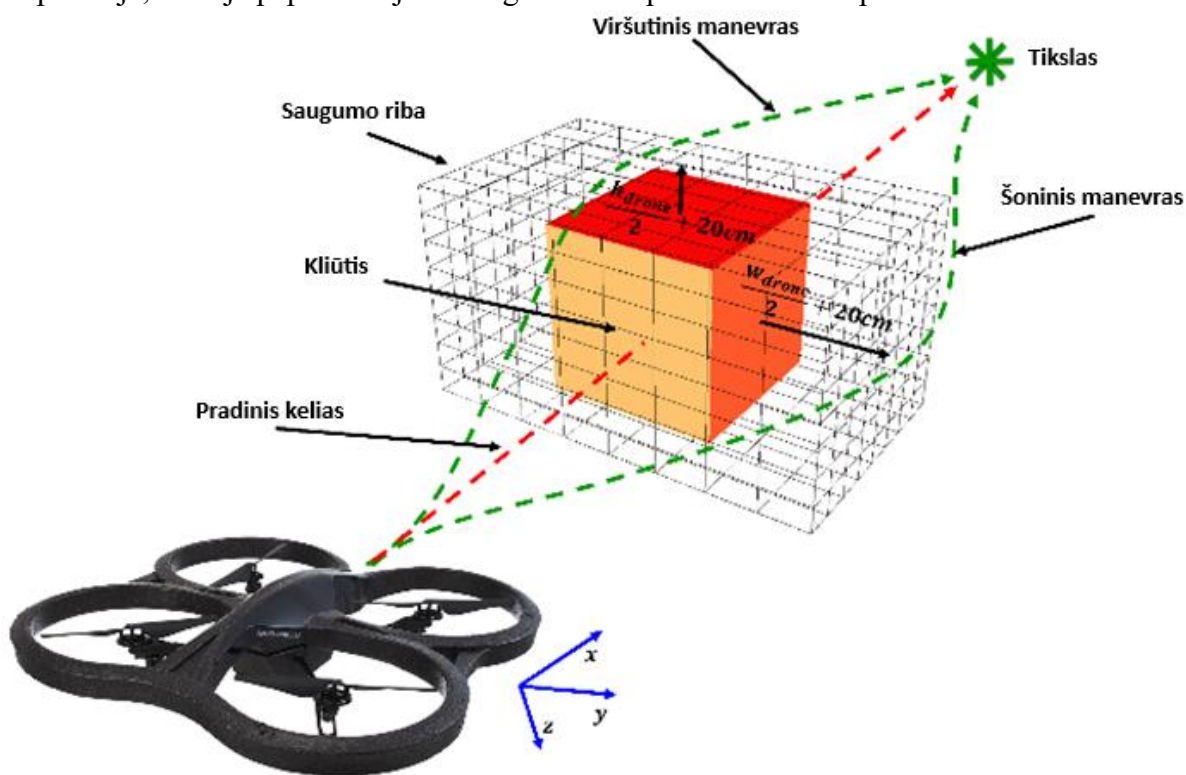 Viršutinis manevras
Tikslas
Saugumo riba
Šoninis manevras
h_drone/2 + 20cm
Kliūtis
W_drone/2 + 20cm
Pradinis kelias
x
y
z